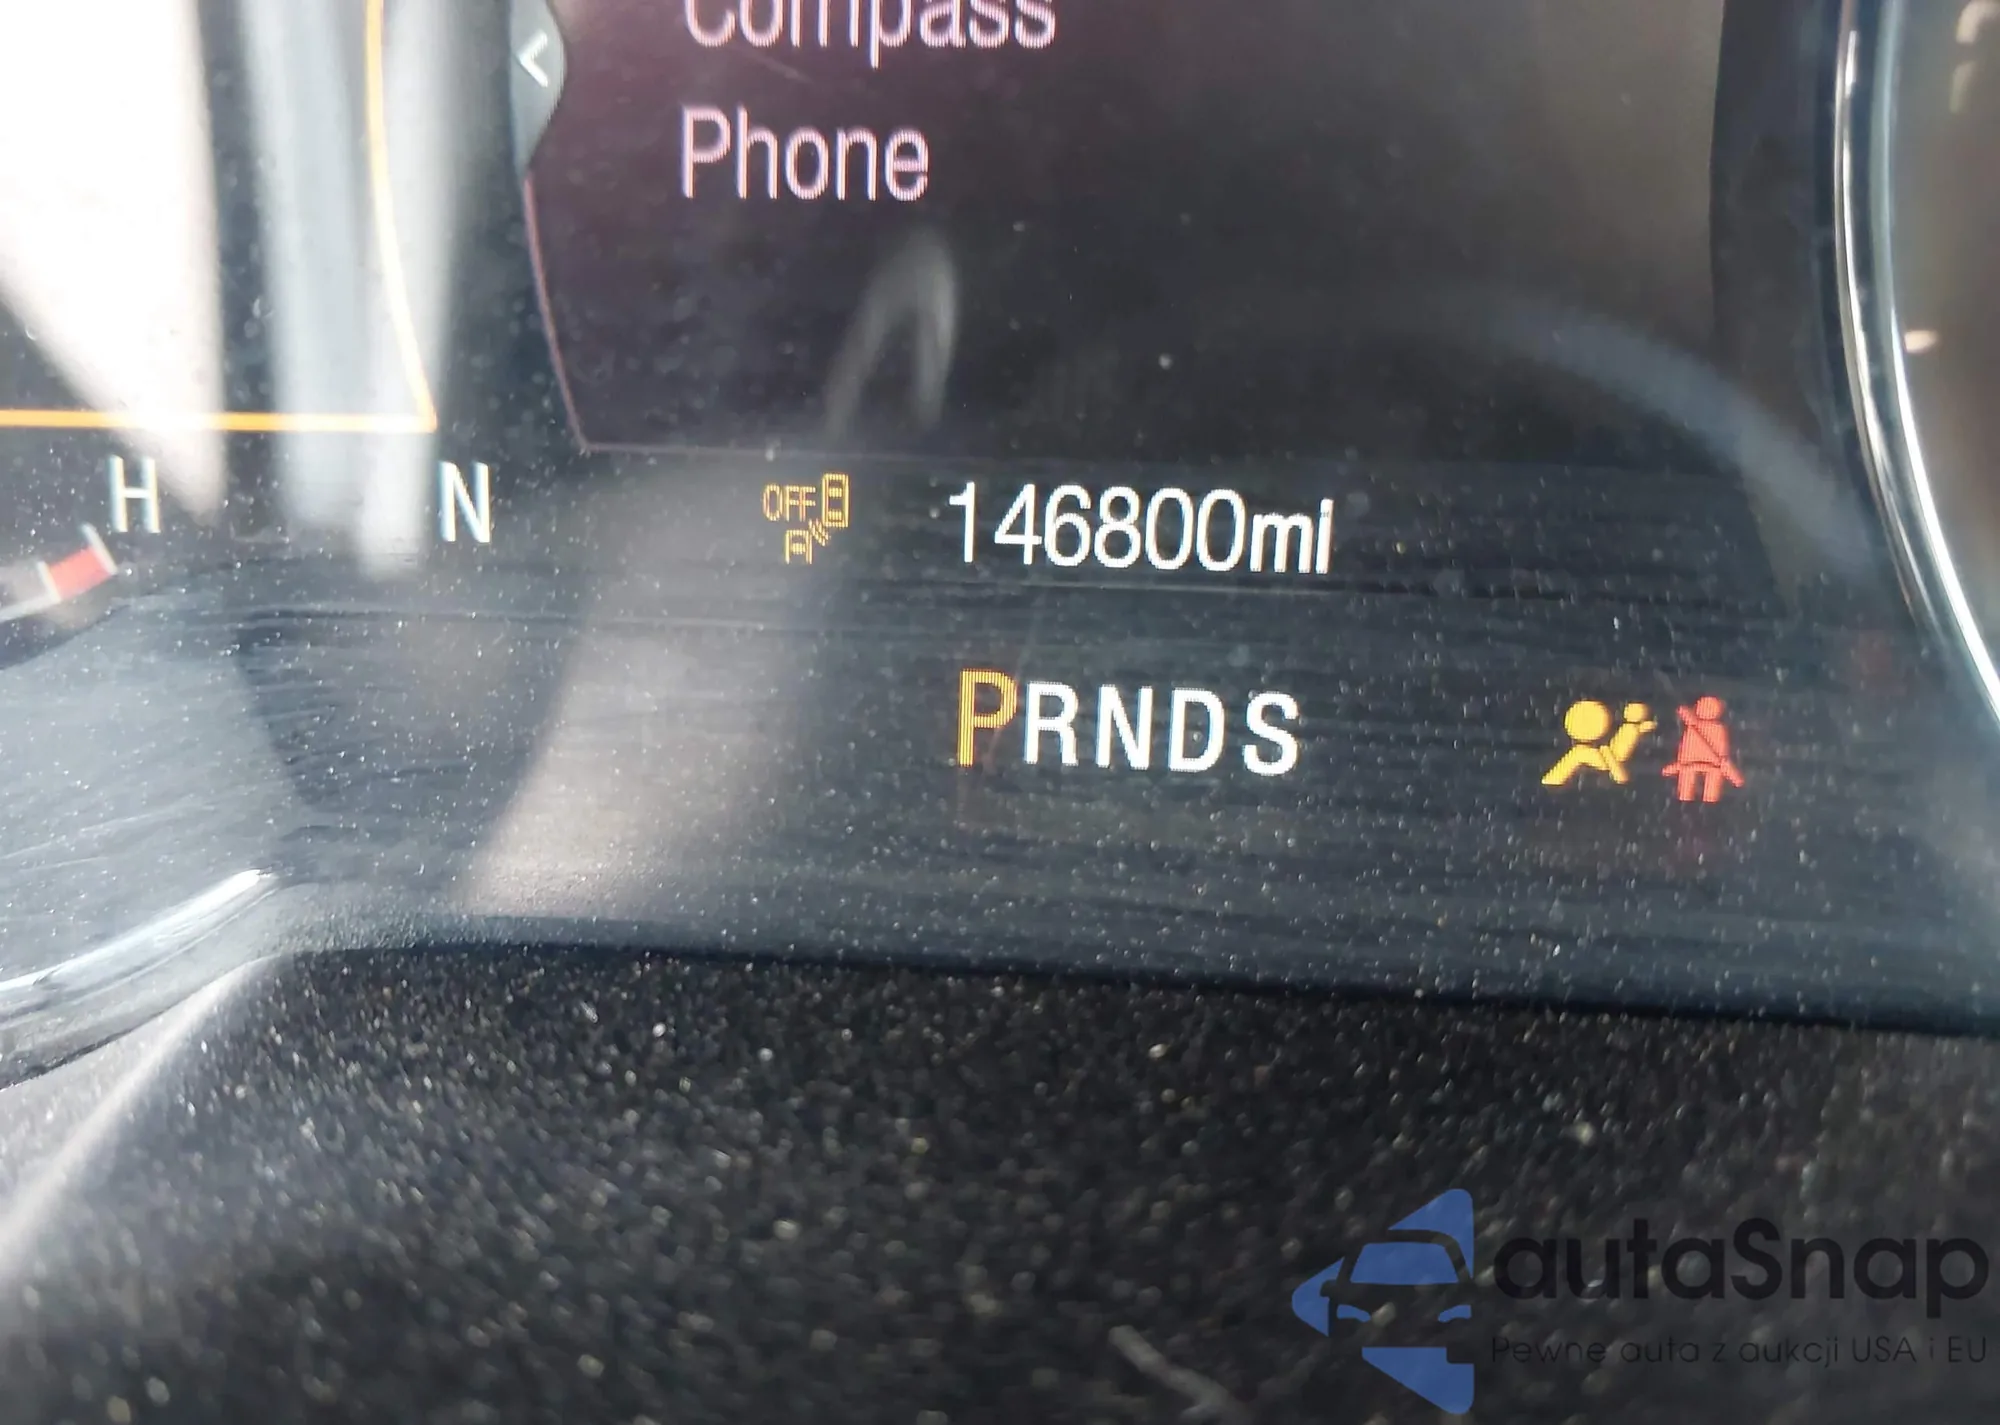 Compass
Phone
H
N
OFF
146800mi
PRNDS
autaSnap
Pewne auta z aukcji USA i EU